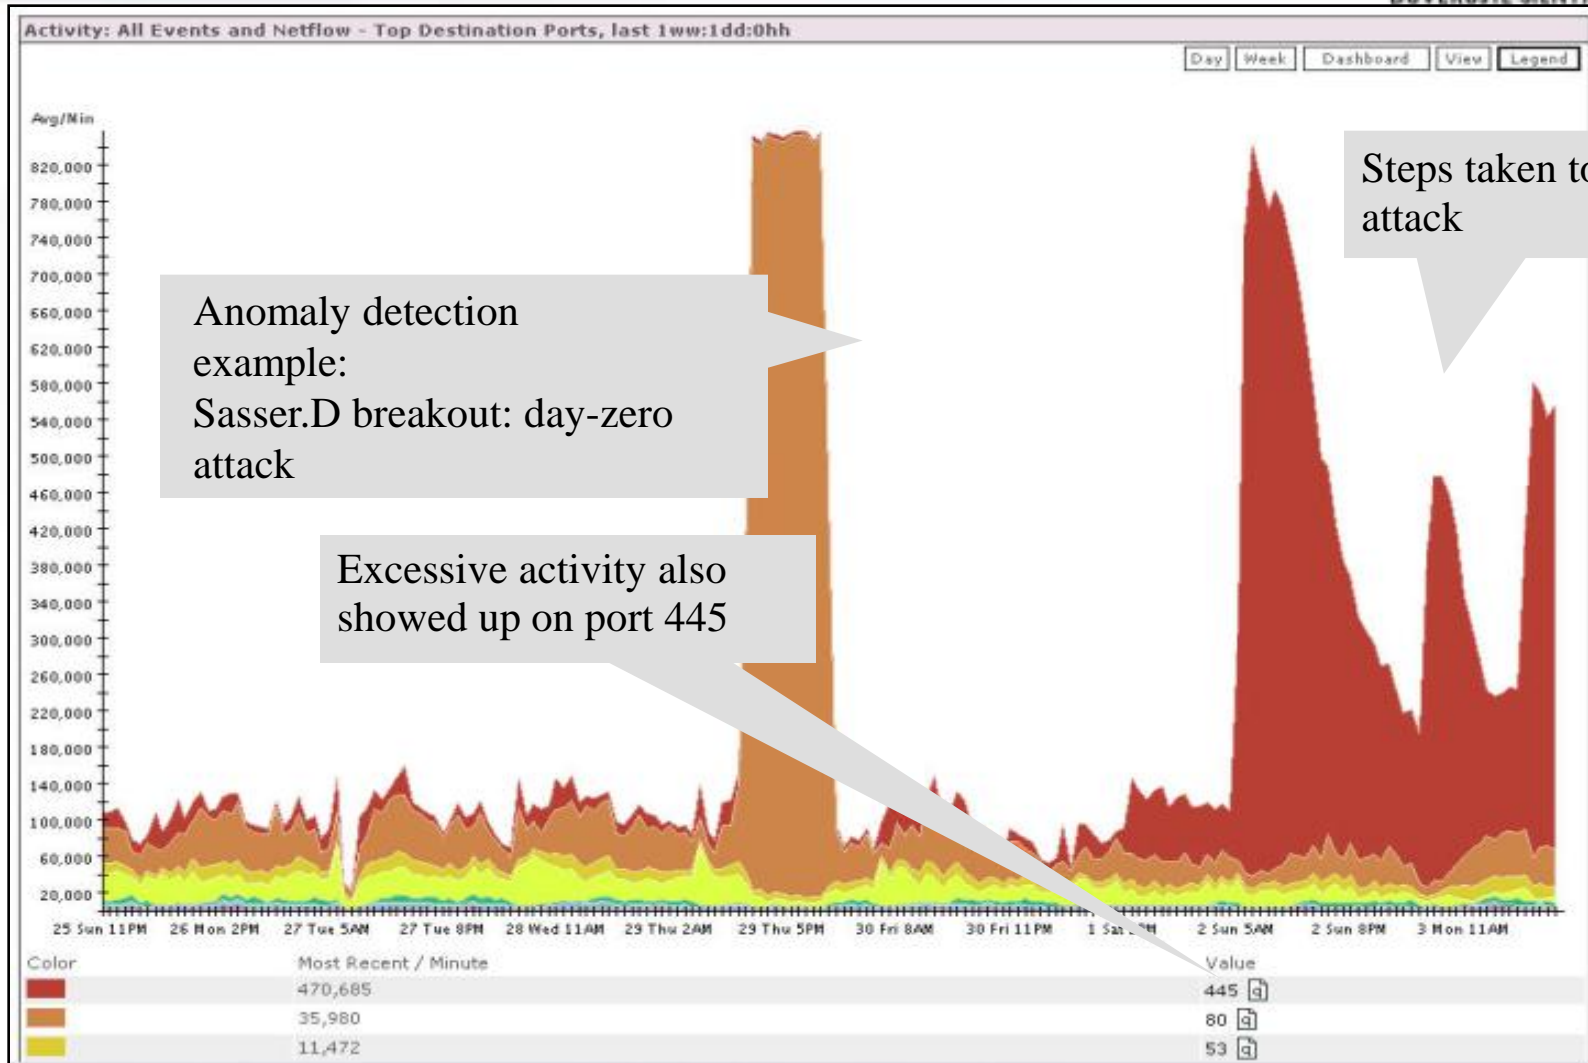 Activity: All Events and Netflow - Top Destination Ports, last 1ww:1dd:0hh
Day Week Dashboard View Legend
Avg/Min
820,000
780,000
740,000
700,000
660,000
620,000
580,000
540,000
500,000
460,000
420,000
380,000
340,000
300,000
260,000
220,000
180,000
140,000
100,000
60,000
20,000
Steps taken to
attack
Anomaly detection
example:
Sasser.D breakout: day-zero
attack
Excessive activity also
showed up on port 445
25 Sun 11PM 26 Mon 2PM 27 Tue 5AM 27 Tue 8PM 28 Wed 11AM 29 Thu 2AM 29 Thu 5PM 30 Fri 8AM 30 Fri 11PM 1 2 Sun 5AM 2 Sun 8PM 3 Mon 11AM
Color Most Recent / Minute Value
470,685 445 q
35,980 80 q
11,472 53 q